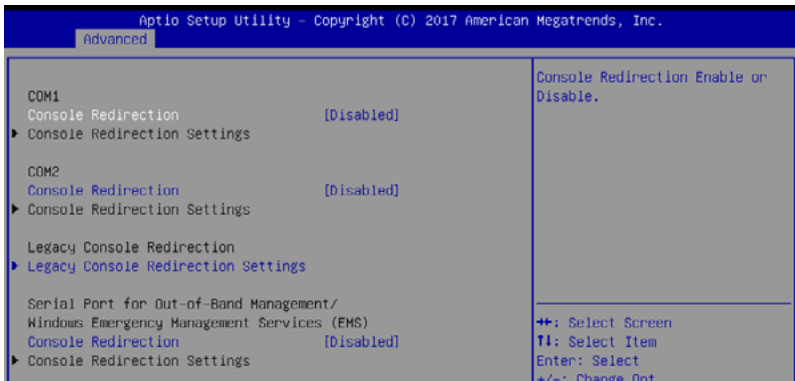 Aptio Setup Utility – Copyright (C) 2017 American Megatrends, Inc.
Advanced
COM1
Console Redirection [Disabled]
Console Redirection Settings
COM2
Console Redirection [Disabled]
Console Redirection Settings
Legacy Console Redirection
Legacy Console Redirection Settings
Serial Port for Out-of-Band Management/
Windows Emergency Management Services (EMS)
Console Redirection [Disabled]
Console Redirection Settings
Console Redirection Enable or
Disable.
→←: Select Screen
↑↓: Select Item
Enter: Select
+/-: Change Opt.